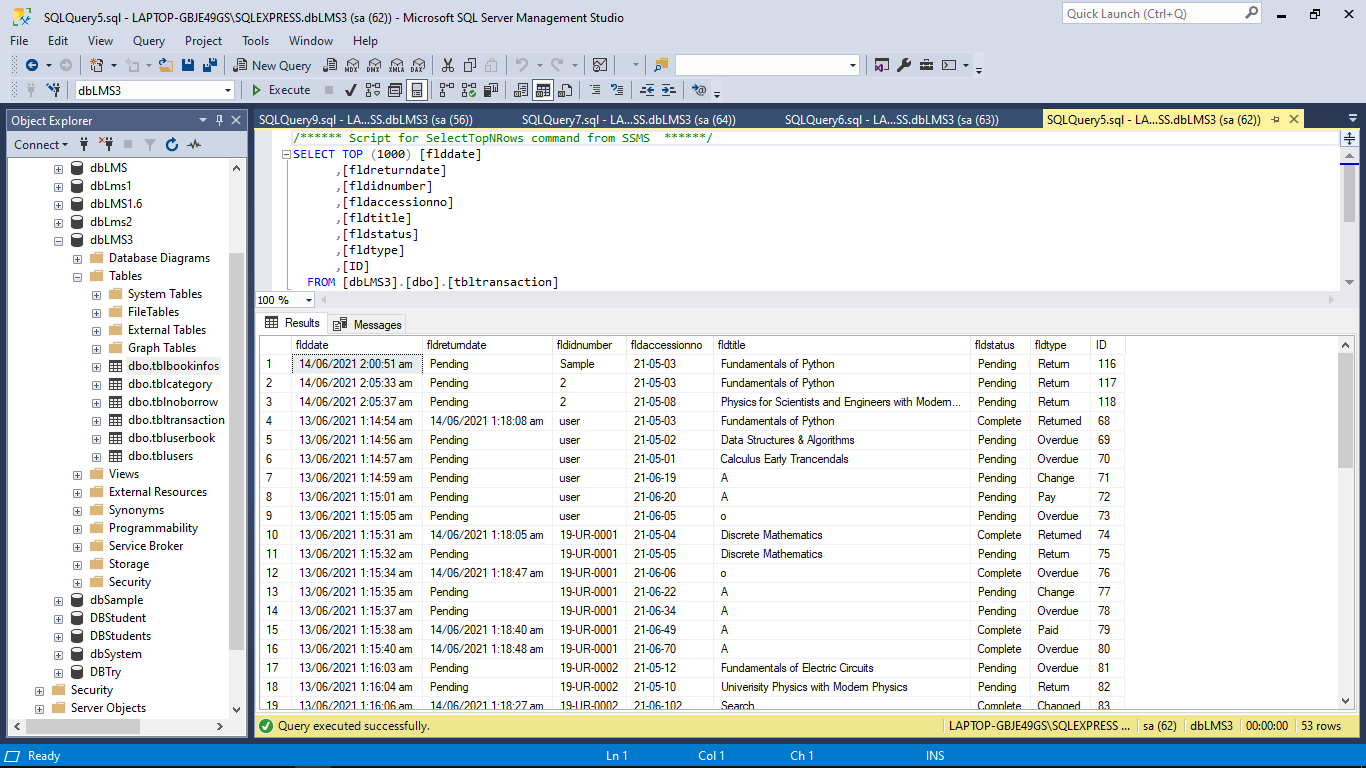 SQLQuery5.sql - LAPTOP-GBJE49GS\SQLEXPRESS.dbLMS3 (sa (62)) - Microsoft SQL Server Management Studio
Quick Launch (Ctrl+Q)
File Edit View Query Project Tools Window Help
New Query MDX DMX XMLA DAX
dbLMS3 Execute
Object Explorer
Connect
dbLMS
dbLms1
dbLMS1.6
dbLms2
dbLMS3
Database Diagrams
Tables
System Tables
FileTables
External Tables
Graph Tables
dbo.tblbookinfos
dbo.tblcategory
dbo.tblnoborrow
dbo.tbltransaction
dbo.tbluserbook
dbo.tblusers
Views
External Resources
Synonyms
Programmability
Service Broker
Storage
Security
dbSample
DBStudent
DBStudents
dbSystem
DBTry
Security
Server Objects
SQLQuery9.sql - LA...SS.dbLMS3 (sa (56)) SQLQuery7.sql - LA...SS.dbLMS3 (sa (64)) SQLQuery6.sql - LA...SS.dbLMS3 (sa (63)) SQLQuery5.sql - LA...SS.dbLMS3 (sa (62))
/****** Script for SelectTopNRows command from SSMS ******/
SELECT TOP (1000) [flddate]
,[fldreturndate]
,[fldidnumber]
,[fldaccessionno]
,[fldtitle]
,[fldstatus]
,[fldtype]
,[ID]
FROM [dbLMS3].[dbo].[tbltransaction]
100 %
Results Messages
flddate fldreturndate fldidnumber fldaccessionno fldtitle fldstatus fldtype ID
1 14/06/2021 2:00:51 am Pending Sample 21-05-03 Fundamentals of Python Pending Return 116
2 14/06/2021 2:05:33 am Pending 2 21-05-03 Fundamentals of Python Pending Return 117
3 14/06/2021 2:05:37 am Pending 2 21-05-08 Physics for Scientists and Engineers with Modern... Pending Return 118
4 13/06/2021 1:14:54 am 14/06/2021 1:18:08 am user 21-05-03 Fundamentals of Python Complete Returned 68
5 13/06/2021 1:14:56 am Pending user 21-05-02 Data Structures & Algorithms Pending Overdue 69
6 13/06/2021 1:14:57 am Pending user 21-05-01 Calculus Early Trancendals Pending Overdue 70
7 13/06/2021 1:14:59 am Pending user 21-06-19 A Pending Change 71
8 13/06/2021 1:15:01 am Pending user 21-06-20 A Pending Pay 72
9 13/06/2021 1:15:05 am Pending user 21-06-05 o Pending Overdue 73
10 13/06/2021 1:15:31 am 14/06/2021 1:18:05 am 19-UR-0001 21-05-04 Discrete Mathematics Complete Returned 74
11 13/06/2021 1:15:32 am Pending 19-UR-0001 21-05-05 Discrete Mathematics Pending Return 75
12 13/06/2021 1:15:34 am 14/06/2021 1:18:47 am 19-UR-0001 21-06-06 o Complete Overdue 76
13 13/06/2021 1:15:35 am Pending 19-UR-0001 21-06-22 A Pending Change 77
14 13/06/2021 1:15:37 am Pending 19-UR-0001 21-06-34 A Pending Overdue 78
15 13/06/2021 1:15:38 am 14/06/2021 1:18:40 am 19-UR-0001 21-06-49 A Complete Paid 79
16 13/06/2021 1:15:40 am 14/06/2021 1:18:48 am 19-UR-0001 21-06-70 A Complete Overdue 80
17 13/06/2021 1:16:03 am Pending 19-UR-0002 21-05-12 Fundamentals of Electric Circuits Pending Overdue 81
18 13/06/2021 1:16:04 am Pending 19-UR-0002 21-05-10 Univerisity Physics with Modern Physics Pending Return 82
19 13/06/2021 1:16:06 am 14/06/2021 1:18:27 am 19-UR-0002 21-06-102 Search Complete Changed 83
Query executed successfully. LAPTOP-GBJE49GS\SQLEXPRESS ... sa (62) dbLMS3 00:00:00 53 rows
Ready Ln 1 Col 1 Ch 1 INS